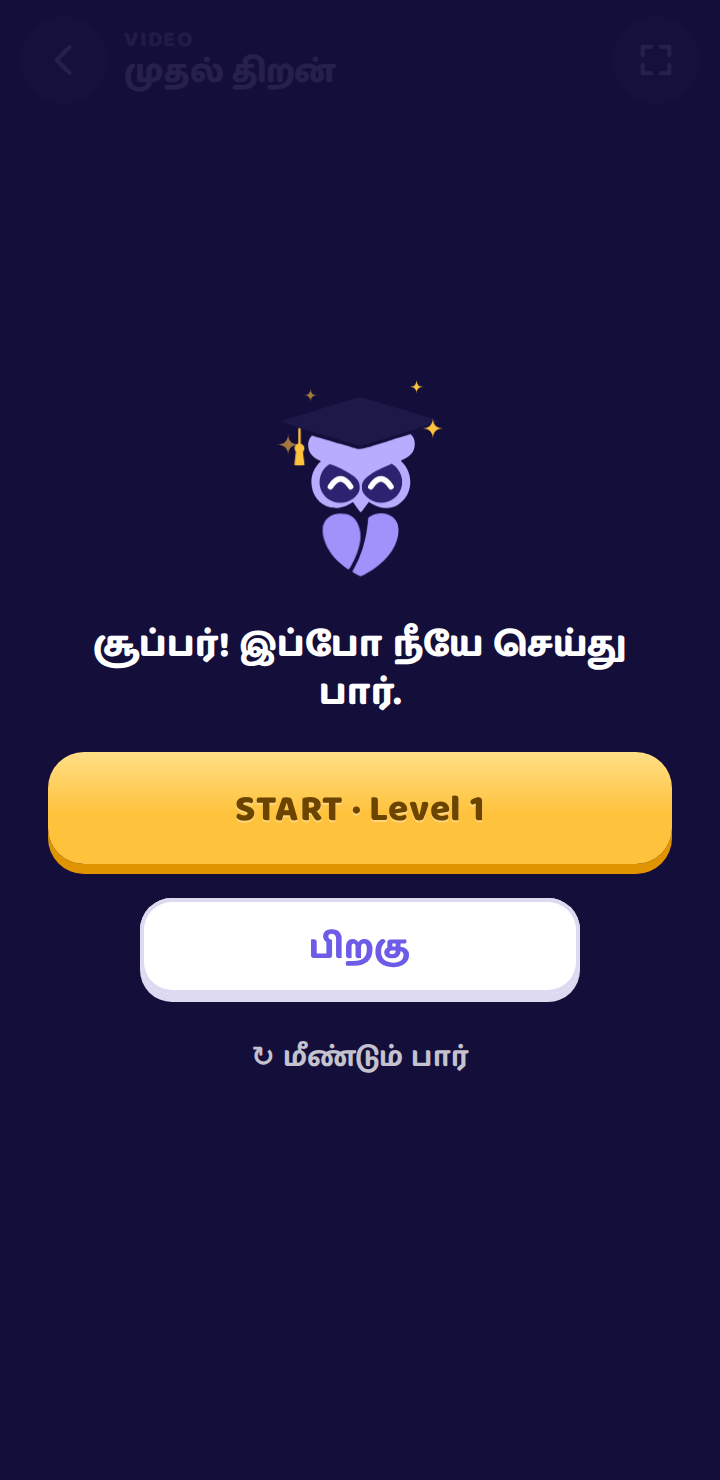 VIDEO
முதல் திறன்
சூப்பர்! இப்போ நீயே செய்து
பார்.
START · Level 1
பிறகு
↻ மீண்டும் பார்